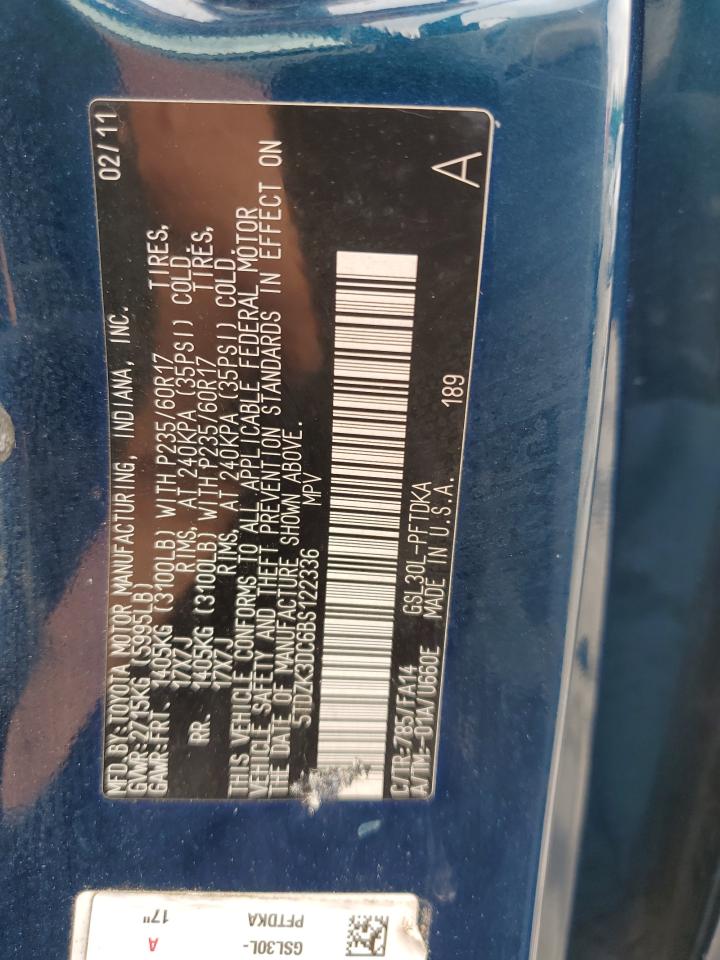 MFD.BY:TOYOTA MOTOR MANUFACTURING, INDIANA, INC. 02/11
GVWR:2715KG (5995LB)
GAWR:FRT. 1405KG (3100LB) WITH P235/60R17 TIRES,
17X7J RIMS, AT 240KPA (35PSI) COLD.
RR. 1405KG (3100LB) WITH P235/60R17 TIRES,
17X7J RIMS, AT 240KPA (35PSI) COLD.
THIS VEHICLE CONFORMS TO ALL APPLICABLE FEDERAL MOTOR
VEHICLE SAFETY AND THEFT PREVENTION STANDARDS IN EFFECT ON
THE DATE OF MANUFACTURE SHOWN ABOVE.
5TDZK3DC6BS122336 MPV
C/TR:785/FA14 GSL30L-PFTDKA
A/TM:-01A/U660E MADE IN U.S.A. 189 A
GSL30L-
PFTDKA
A
17"